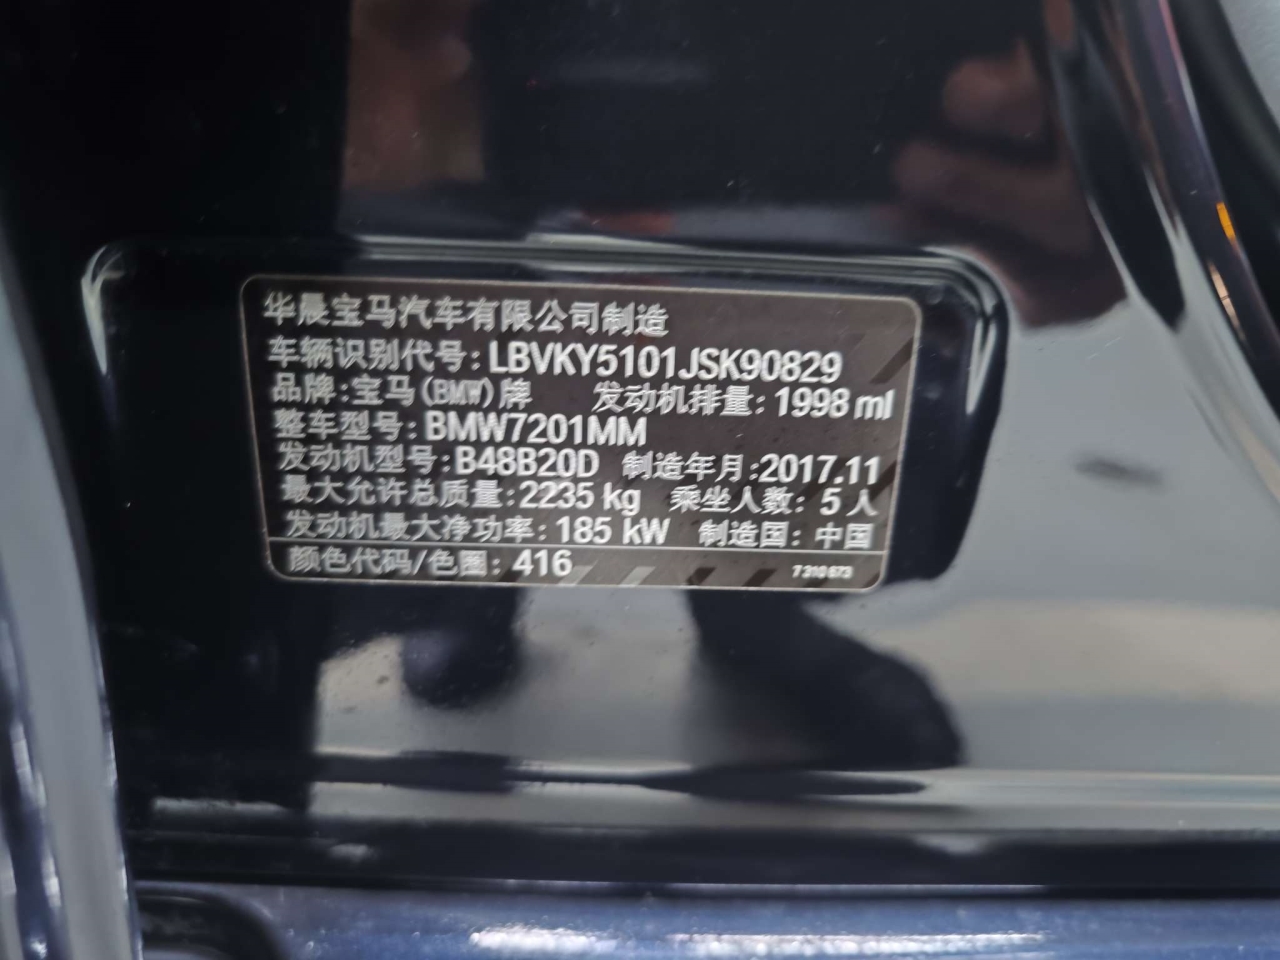 华晨宝马汽车有限公司制造
车辆识别代号: LBVKY5101JSK90829
品牌: 宝马(BMW)牌 发动机排量: 1998 ml
整车型号: BMW7201MM
发动机型号: B48B20D 制造年月: 2017.11
最大允许总质量: 2235 kg 乘坐人数: 5 人
发动机最大净功率: 185 kW 制造国: 中国
颜色代码/色圈: 416 7 310 673